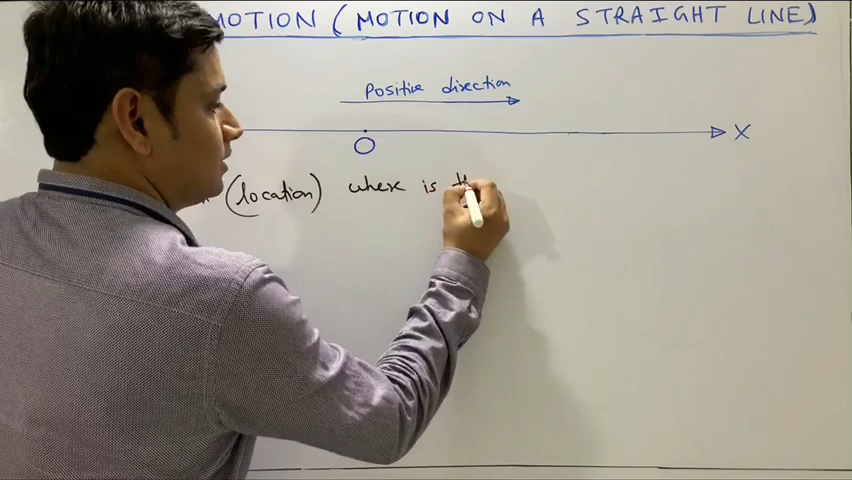 MOTION (MOTION ON A STRAIGHT LINE)
Positive direction
O X
(location) where is